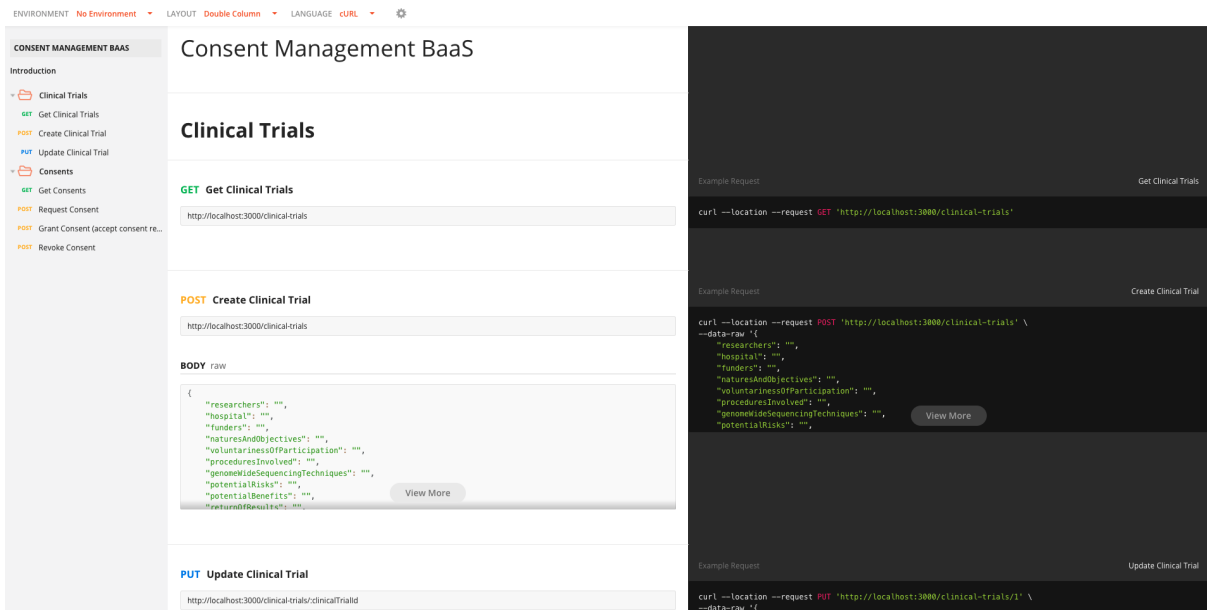 ENVIRONMENT No Environment LAYOUT Double Column LANGUAGE cURL
CONSENT MANAGEMENT BAAS
Introduction
Clinical Trials
GET Get Clinical Trials
POST Create Clinical Trial
PUT Update Clinical Trial
Consents
GET Get Consents
POST Request Consent
POST Grant Consent (accept consent re...
POST Revoke Consent
Consent Management BaaS
Clinical Trials
GET Get Clinical Trials
http://localhost:3000/clinical-trials
Example Request Get Clinical Trials
curl --location --request GET 'http://localhost:3000/clinical-trials'
POST Create Clinical Trial
http://localhost:3000/clinical-trials
BODY raw
{
"researchers": "",
"hospital": "",
"funders": "",
"naturesAndObjectives": "",
"voluntarinessOfParticipation": "",
"proceduresInvolved": "",
"genomeWideSequencingTechniques": "",
"potentialRisks": "",
"potentialBenefits": "",
"returnOfResults": "",
View More
Example Request Create Clinical Trial
curl --location --request POST 'http://localhost:3000/clinical-trials' \
--data-raw '{
"researchers": "",
"hospital": "",
"funders": "",
"naturesAndObjectives": "",
"voluntarinessOfParticipation": "",
"proceduresInvolved": "",
"genomeWideSequencingTechniques": "",
"potentialRisks": "",
View More
PUT Update Clinical Trial
http://localhost:3000/clinical-trials/:clinicalTrialId
Example Request Update Clinical Trial
curl --location --request PUT 'http://localhost:3000/clinical-trials/1' \
--data-raw '{